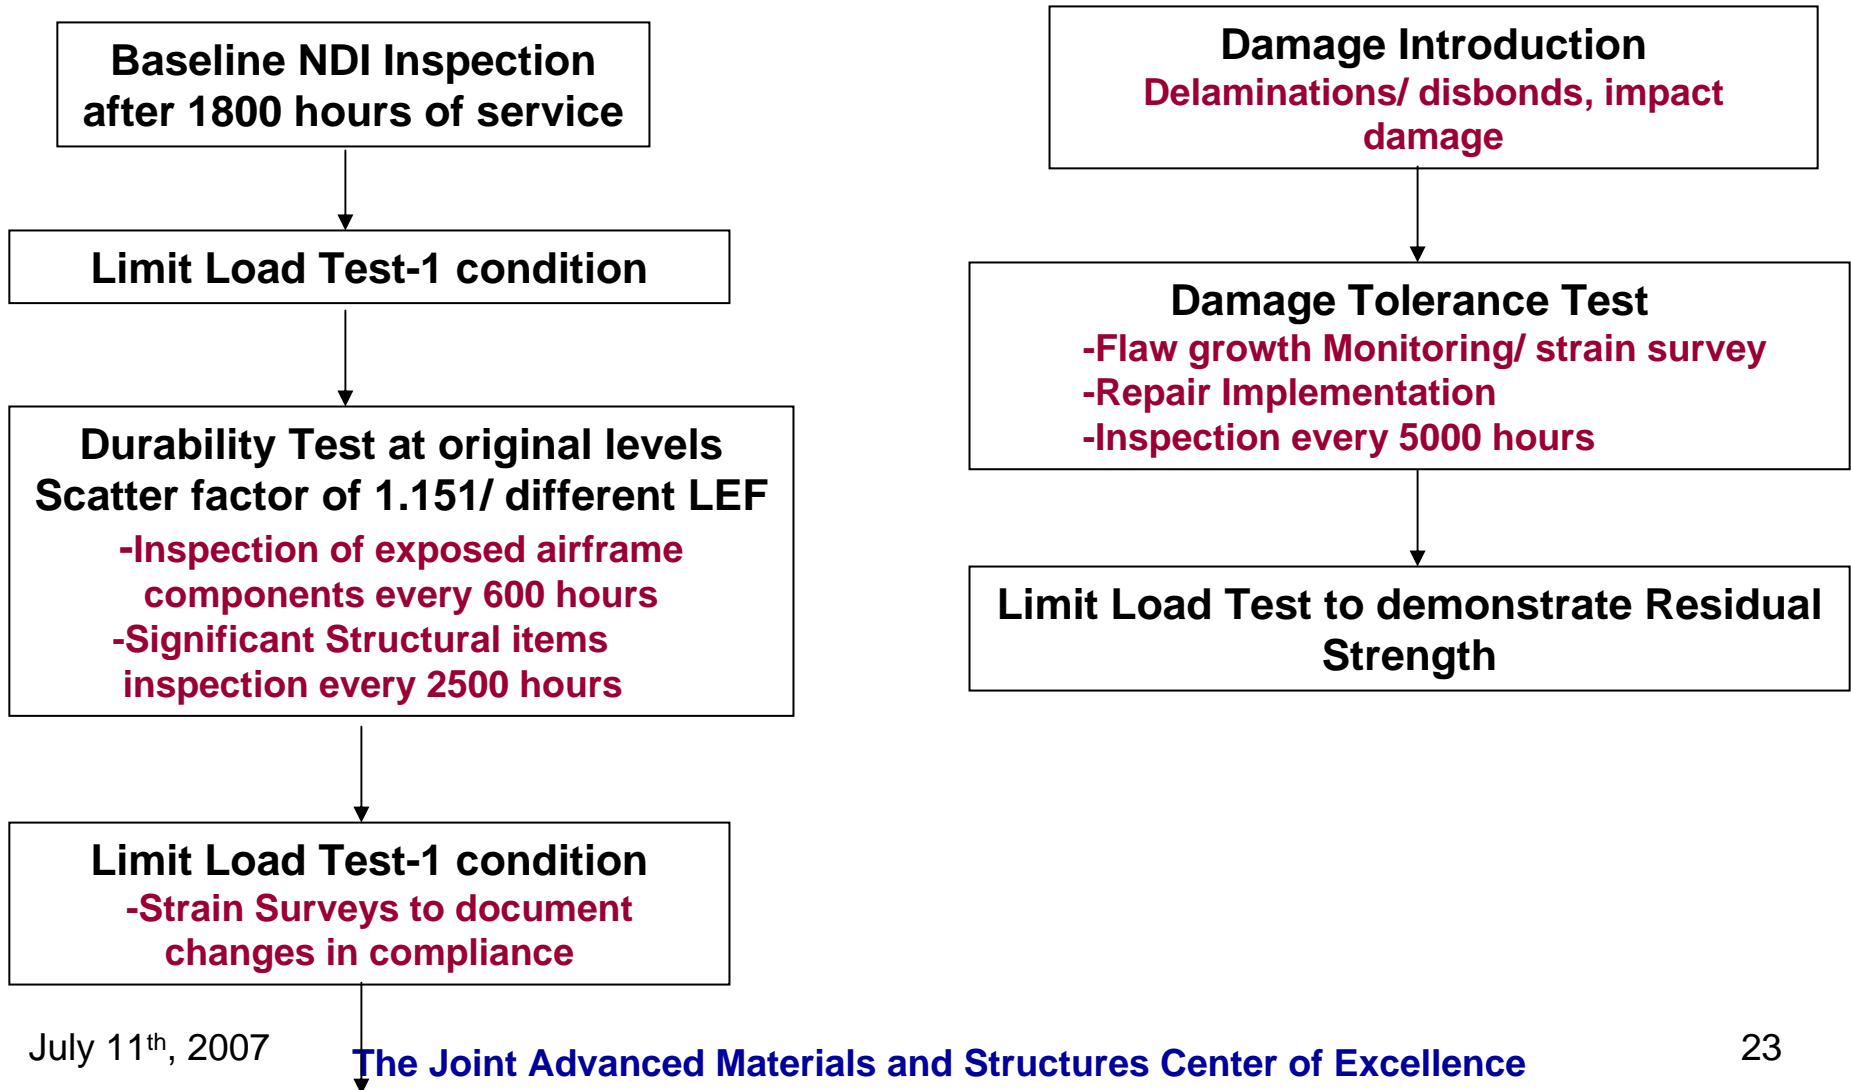 Baseline NDI Inspection
after 1800 hours of service
Limit Load Test-1 condition
Durability Test at original levels
Scatter factor of 1.151/ different LEF
-Inspection of exposed airframe
components every 600 hours
-Significant Structural items
inspection every 2500 hours
Limit Load Test-1 condition
-Strain Surveys to document
changes in compliance
Damage Introduction
Delaminations/ disbonds, impact
damage
Damage Tolerance Test
-Flaw growth Monitoring/ strain survey
-Repair Implementation
-Inspection every 5000 hours
Limit Load Test to demonstrate Residual
Strength
July 11th, 2007
The Joint Advanced Materials and Structures Center of Excellence
23